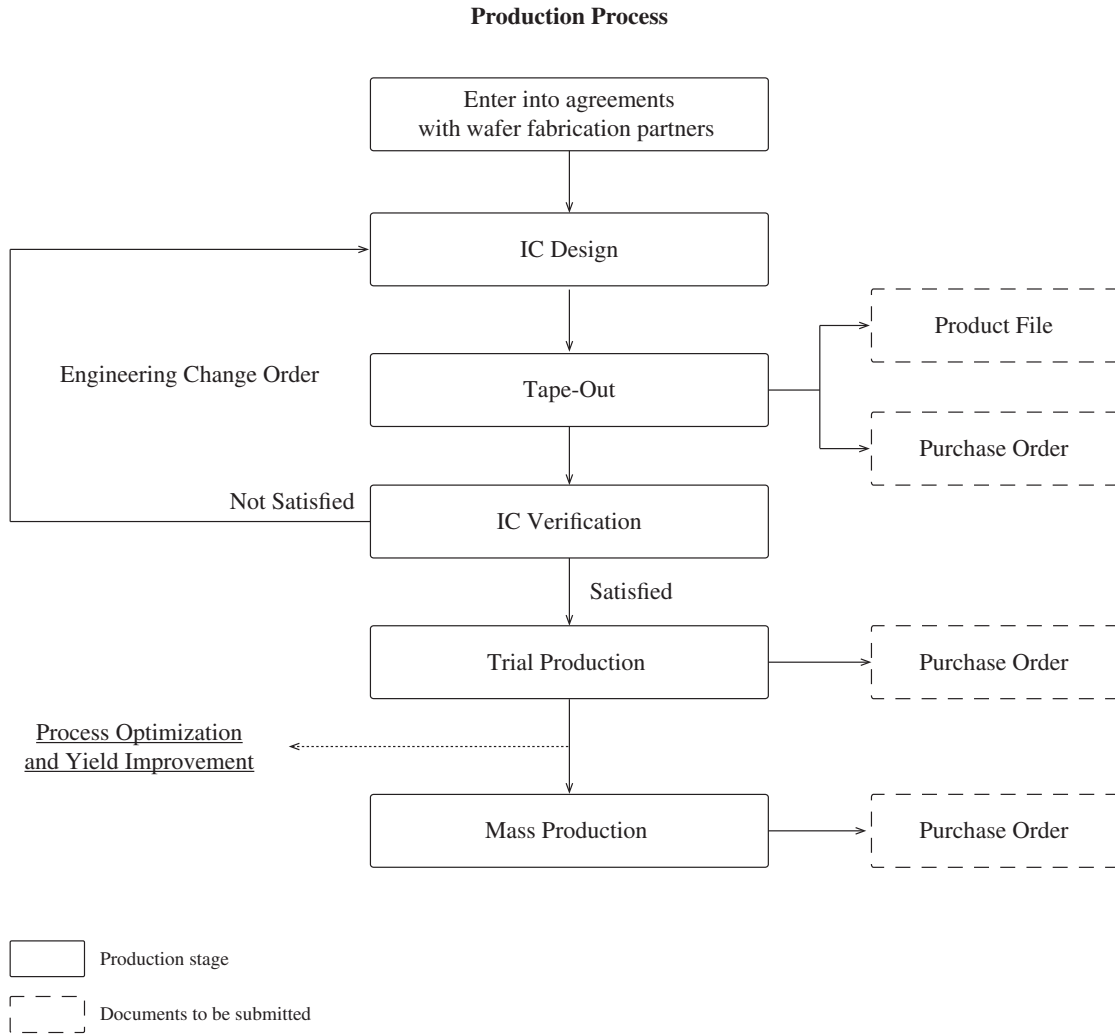 Production Process
Enter into agreements
with wafer fabrication partners
IC Design
Product File
Engineering Change Order
Tape-Out
Purchase Order
Not Satisfied
IC Verification
Satisfied
Trial Production
Purchase Order
Process Optimization
and Yield Improvement
Mass Production
Purchase Order
Production stage
Documents to be submitted